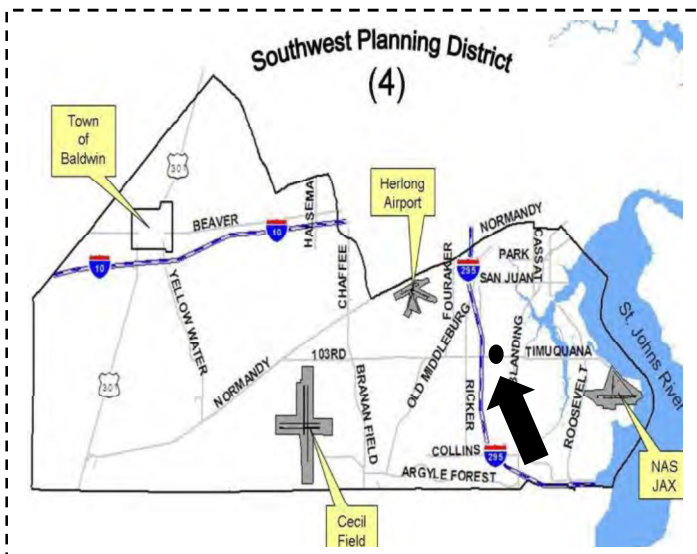 Southwest Planning District
(4)
Town
of
Baldwin
301
BEAVER
10
HALSEMA
10
YELLOW WATER
CHAFFEE
Herlong
Airport
NORMANDY
CASSAT
PARK
295
SAN JUAN
FOURAKER
St. Johns River
103RD
OLD MIDDLEBURG
TIMUQUANA
NORMANDY
301
BRANAN FIELD
RICKER
BLANDING
ROOSEVELT
COLLINS
295
ARGYLE FOREST
NAS
JAX
Cecil
Field